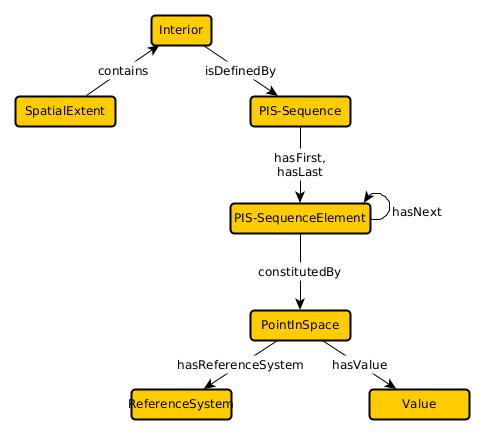 Interior
contains
isDefinedBy
SpatialExtent
PIS-Sequence
hasFirst,
hasLast
PIS-SequenceElement
hasNext
constitutedBy
PointInSpace
hasReferenceSystem
hasValue
ReferenceSystem
Value